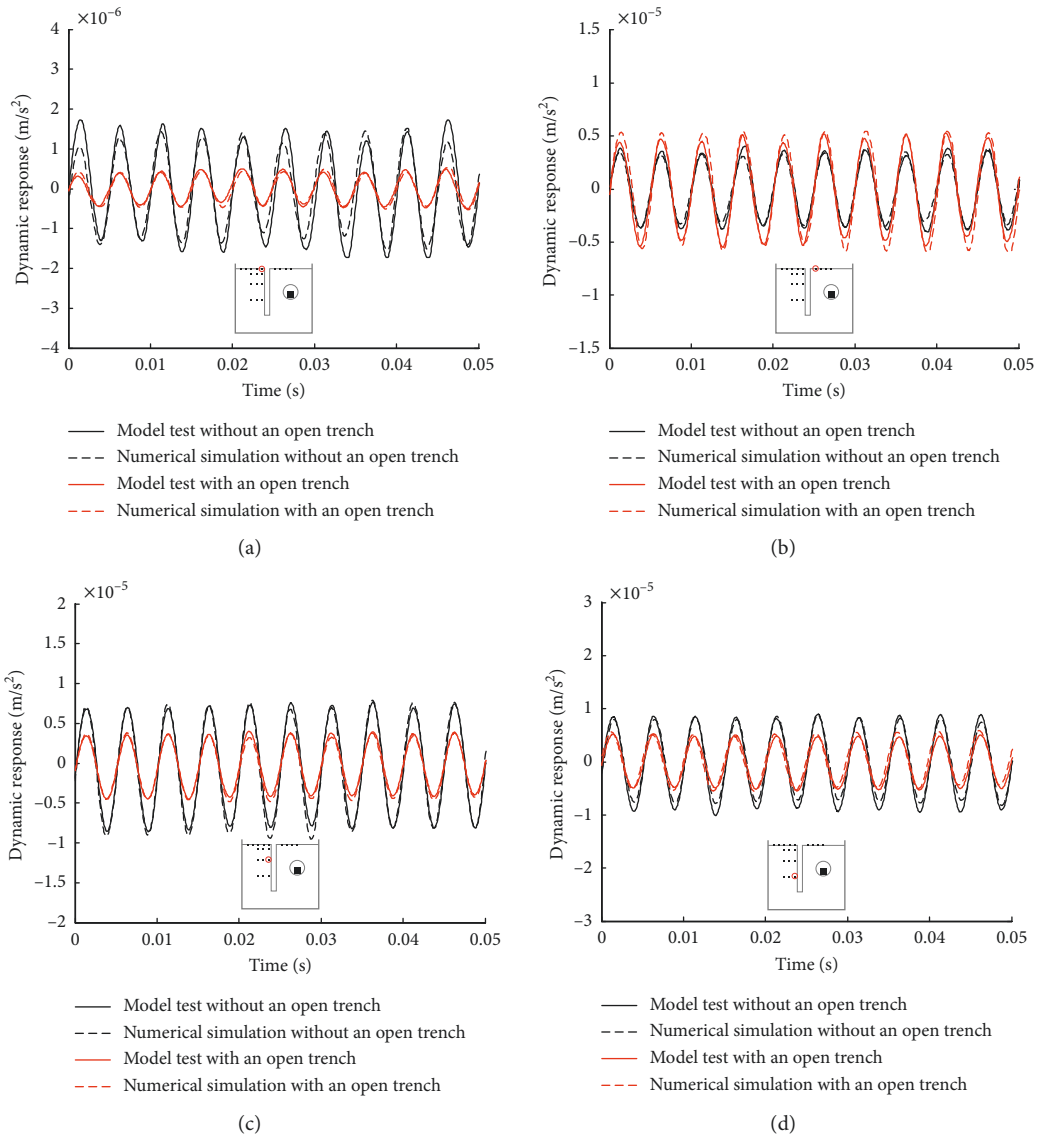 ×10⁻⁶
4
3
2
1
0
−1
−2
−3
−4
Dynamic response (m/s²)
0 0.01 0.02 0.03 0.04 0.05
Time (s)
Model test without an open trench
Numerical simulation without an open trench
Model test with an open trench
Numerical simulation with an open trench
(a)
×10⁻⁵
1.5
1
0.5
0
−0.5
−1
−1.5
Dynamic response (m/s²)
0 0.01 0.02 0.03 0.04 0.05
Time (s)
Model test without an open trench
Numerical simulation without an open trench
Model test with an open trench
Numerical simulation with an open trench
(b)
×10⁻⁵
2
1.5
1
0.5
0
−0.5
−1
−1.5
−2
Dynamic response (m/s²)
0 0.01 0.02 0.03 0.04 0.05
Time (s)
Model test without an open trench
Numerical simulation without an open trench
Model test with an open trench
Numerical simulation with an open trench
(c)
×10⁻⁵
3
2
1
0
−1
−2
−3
Dynamic response (m/s²)
0 0.01 0.02 0.03 0.04 0.05
Time (s)
Model test without an open trench
Numerical simulation without an open trench
Model test with an open trench
Numerical simulation with an open trench
(d)